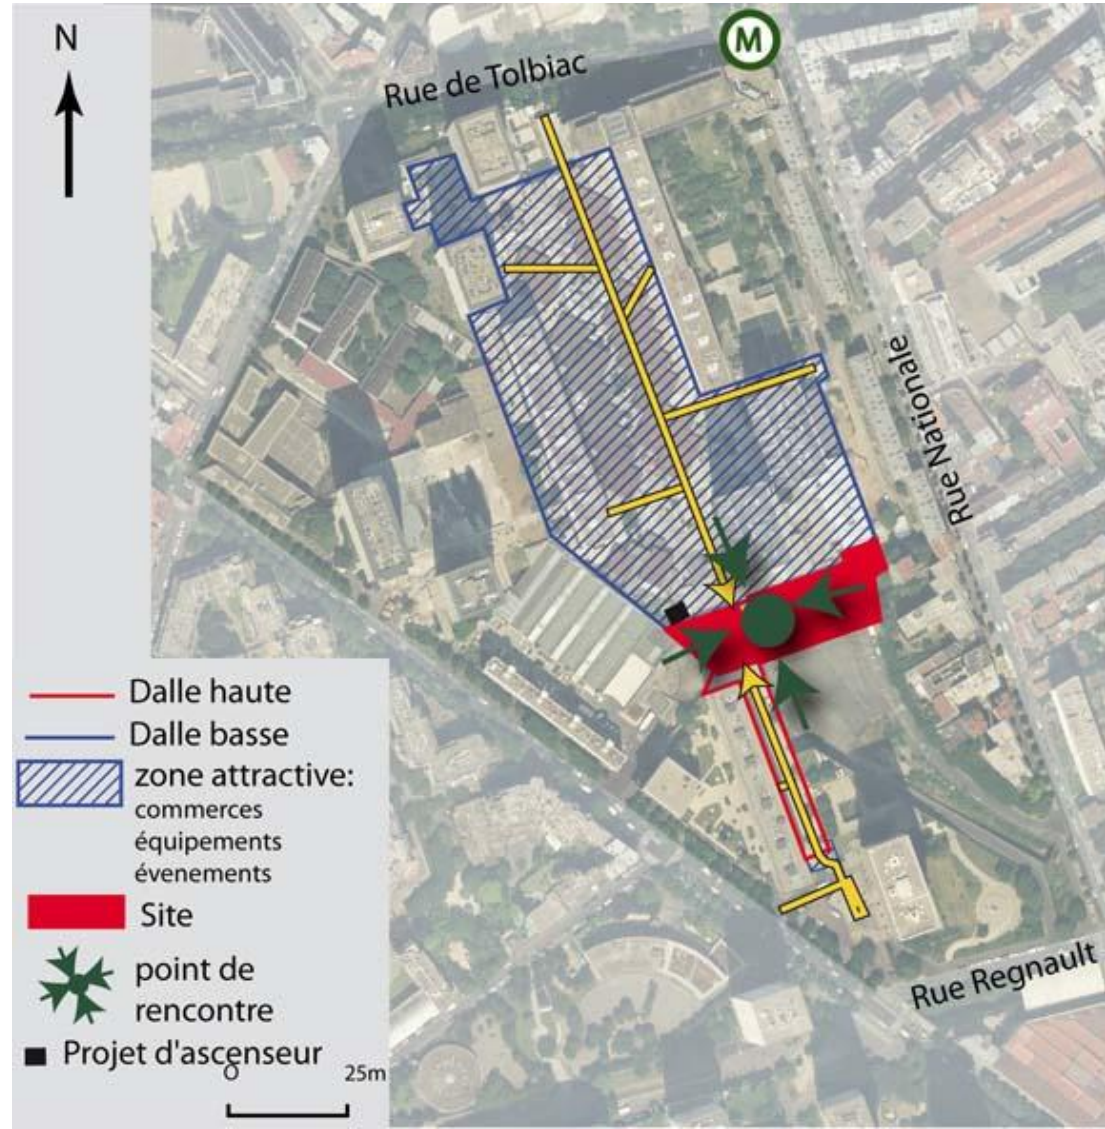 N
M
Rue de Tolbiac
Rue Nationale
Dalle haute
Dalle basse
zone attractive:
commerces
équipements
évenements
Site
point de
rencontre
Projet d'ascenseur
O 25m
Rue Regnault